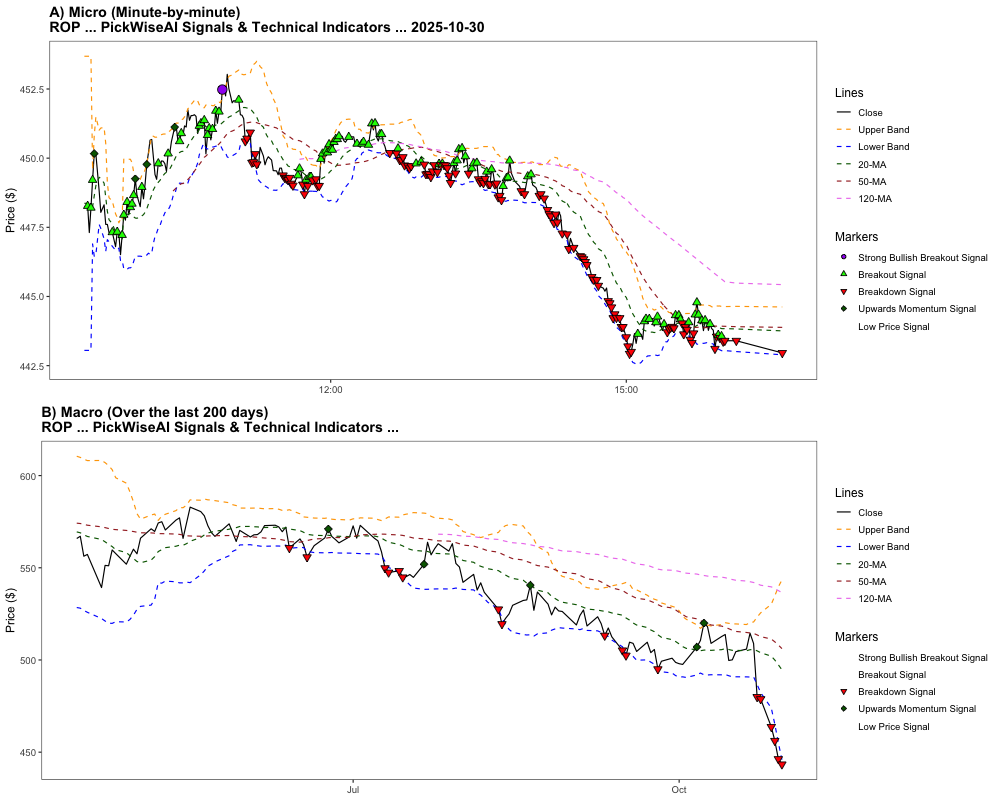 A) Micro (Minute-by-minute)
ROP ... PickWiseAI Signals & Technical Indicators ... 2025-10-30
Price ($)
452.5
450.0
447.5
445.0
442.5
12:00
15:00
Lines
Close
Upper Band
Lower Band
20-MA
50-MA
120-MA
Markers
Strong Bullish Breakout Signal
Breakout Signal
Breakdown Signal
Upwards Momentum Signal
Low Price Signal
B) Macro (Over the last 200 days)
ROP ... PickWiseAI Signals & Technical Indicators ...
Price ($)
600
550
500
450
Jul
Oct
Lines
Close
Upper Band
Lower Band
20-MA
50-MA
120-MA
Markers
Strong Bullish Breakout Signal
Breakout Signal
Breakdown Signal
Upwards Momentum Signal
Low Price Signal